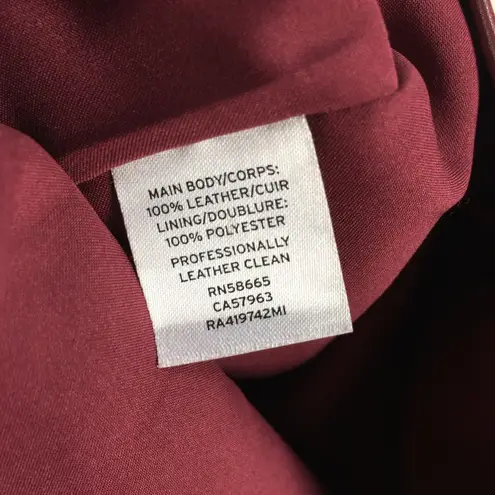 MAIN BODY/CORPS:
100% LEATHER/CUIR
LINING/DOUBLURE:
100% POLYESTER
PROFESSIONALLY
LEATHER CLEAN
RN58665
CA57963
RA419742MI